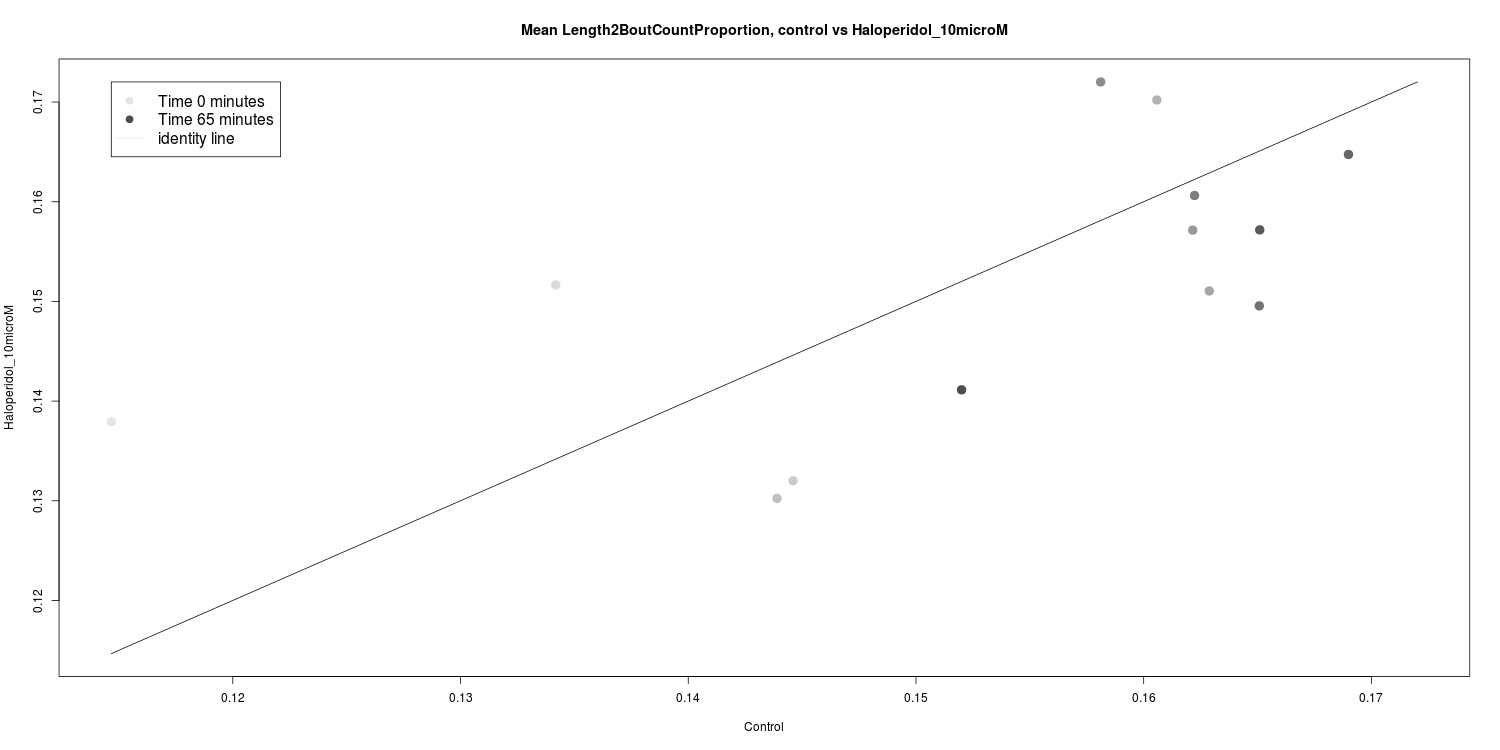 Mean Length2BoutCountProportion, control vs Haloperidol_10microM
Time 0 minutes
Time 65 minutes
identity line
0.17
0.16
0.15
0.14
0.13
0.12
Haloperidol_10microM
0.12 0.13 0.14 0.15 0.16 0.17
Control